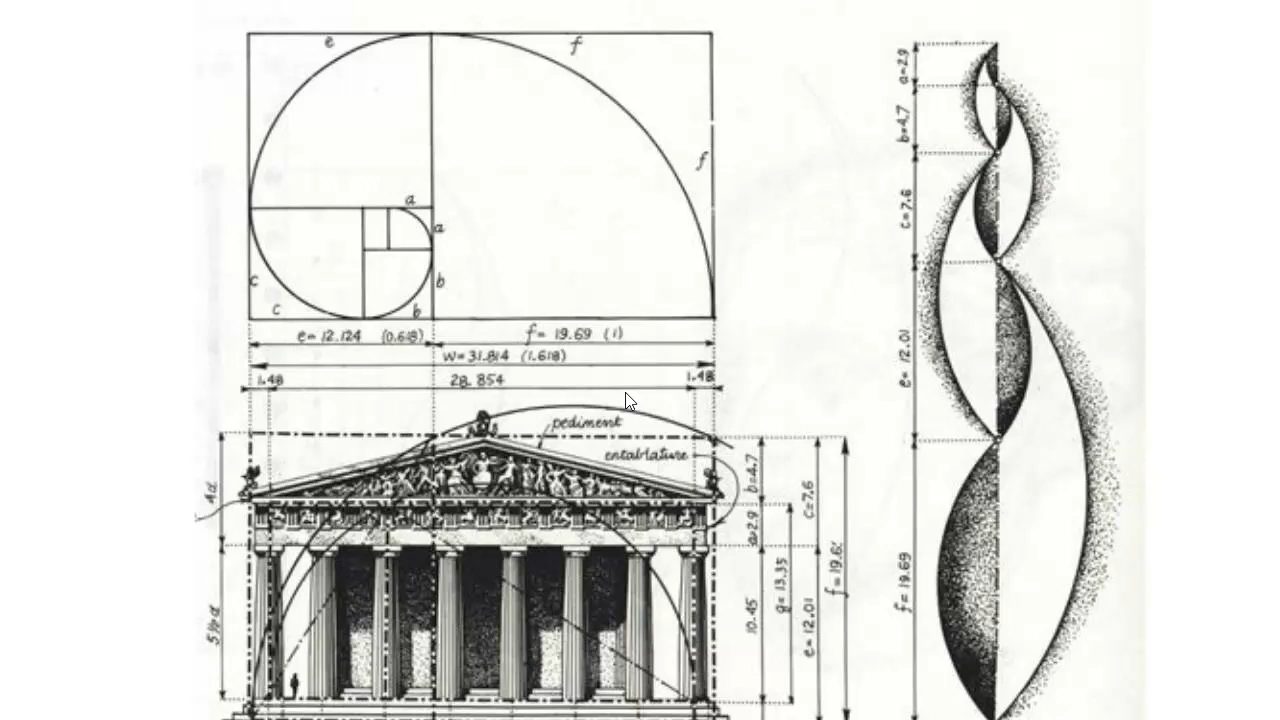 e
f
f
a
a
c
b
c
b
e= 12.124 (0.618)
f= 19.69 (1)
w=31.814 (1.618)
1.48
28.854
1.48
pediment
entablature
5½d
b=4.7
a=2.9
10.45
g= 13.35
c=7.6
e= 12.01
a=2.9
b=4.7
c=7.6
e= 12.01
f= 19.69